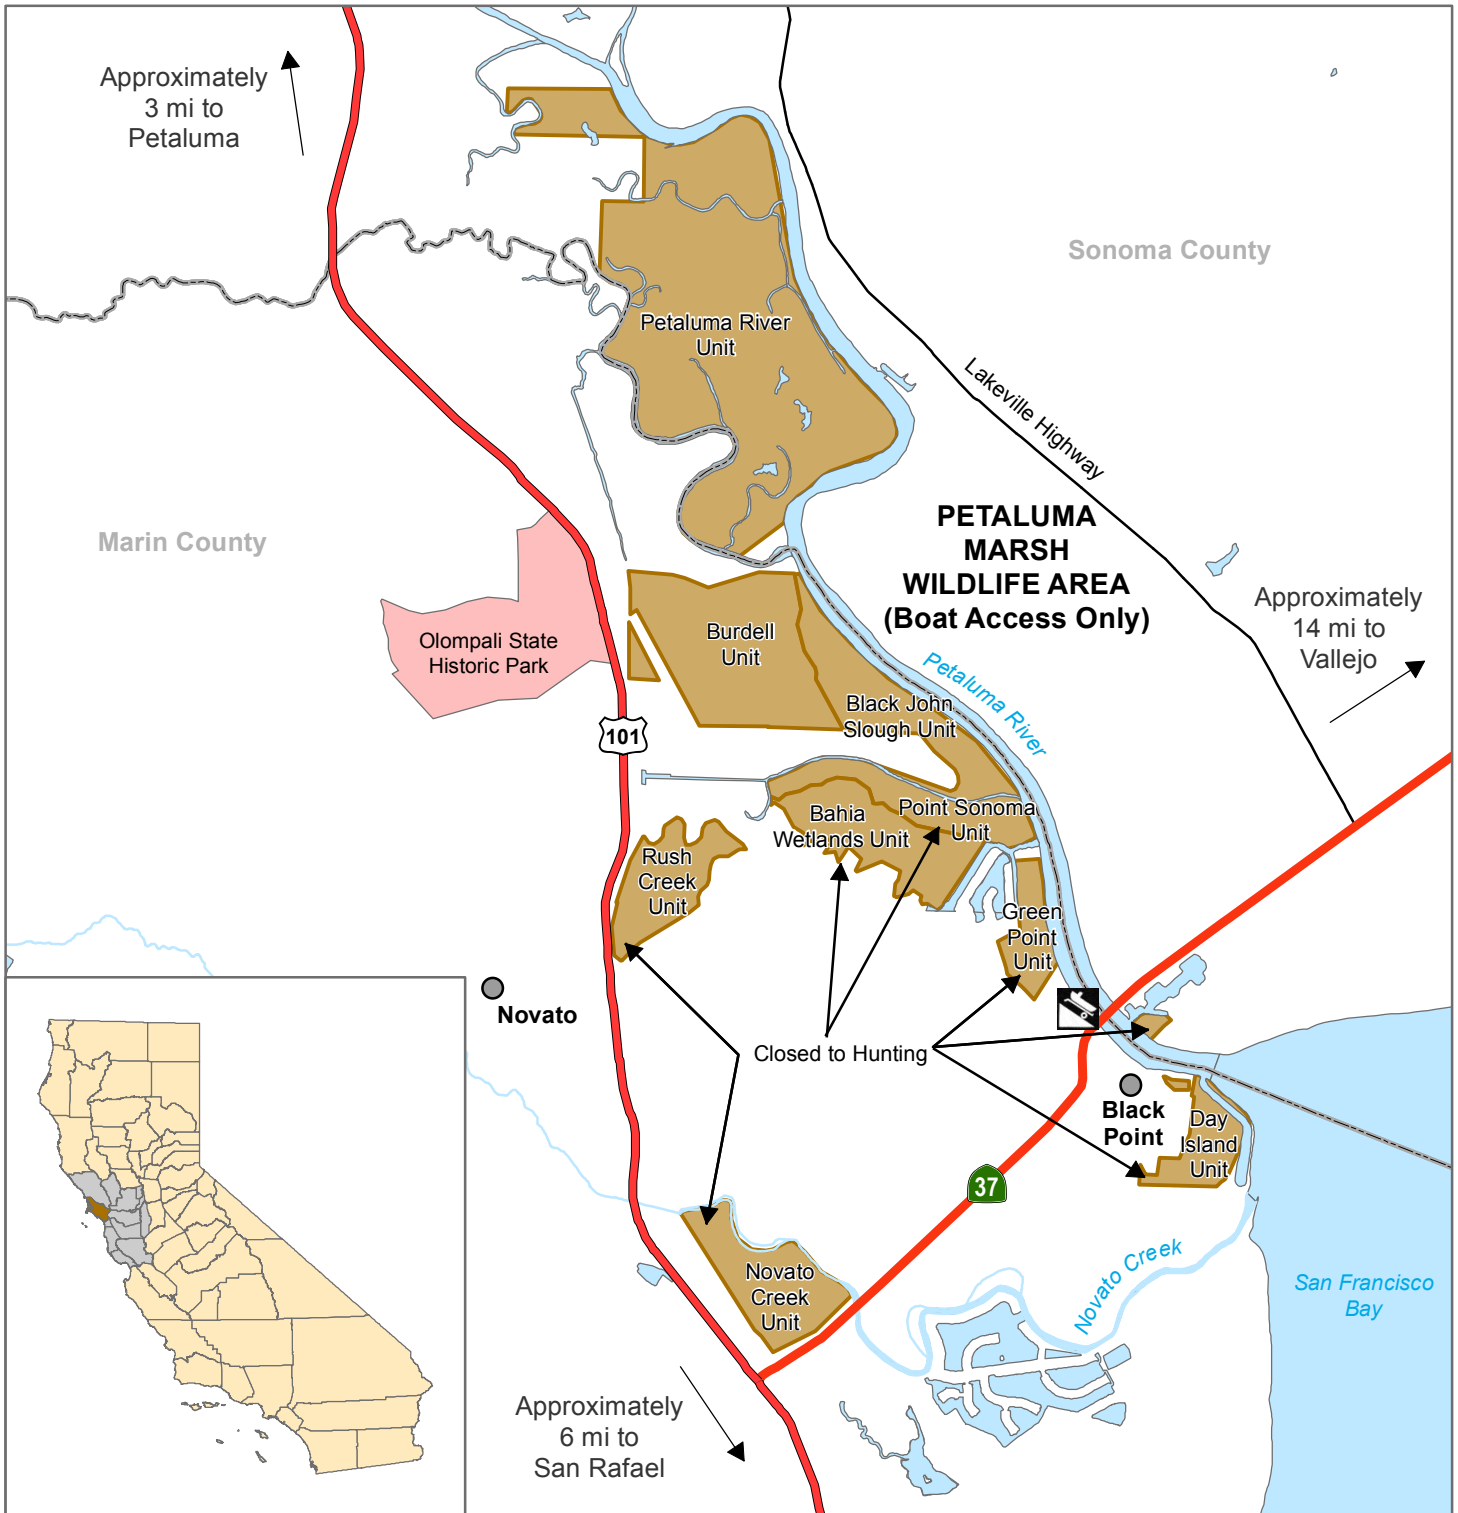 Approximately
3 mi to
Petaluma
Sonoma County
Petaluma River
Unit
Lakeville Highway
Marin County
PETALUMA
MARSH
WILDLIFE AREA
(Boat Access Only)
Approximately
14 mi to
Vallejo
Olompali State
Historic Park
Burdell
Unit
Petaluma River
Black John
Slough Unit
101
Bahia
Wetlands Unit
Point Sonoma
Unit
Rush
Creek
Unit
Green
Point
Unit
Novato
Closed to Hunting
Black
Point
Day
Island
Unit
37
Novato
Creek
Unit
Novato Creek
San Francisco
Bay
Approximately
6 mi to
San Rafael